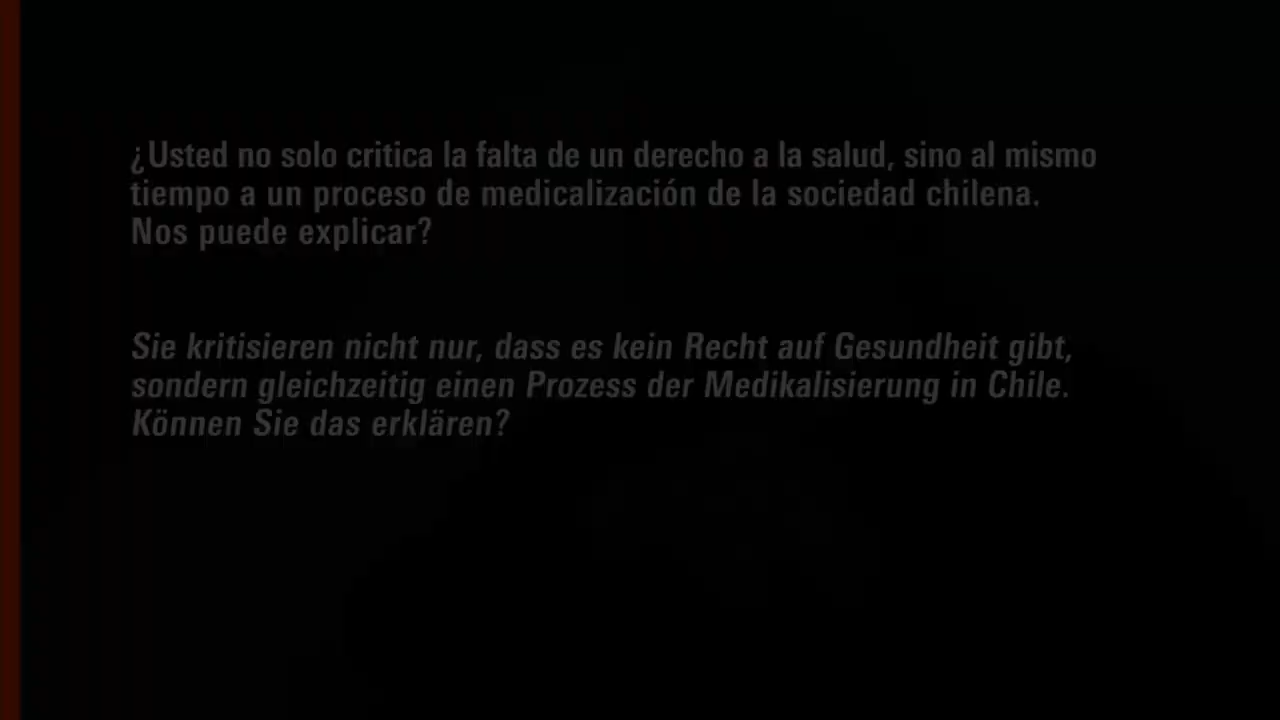 ¿Usted no solo critica la falta de un derecho a la salud, sino al mismo
tiempo a un proceso de medicalización de la sociedad chilena.
Nos puede explicar?
Sie kritisieren nicht nur, dass es kein Recht auf Gesundheit gibt,
sondern gleichzeitig einen Prozess der Medikalisierung in Chile.
Können Sie das erklären?